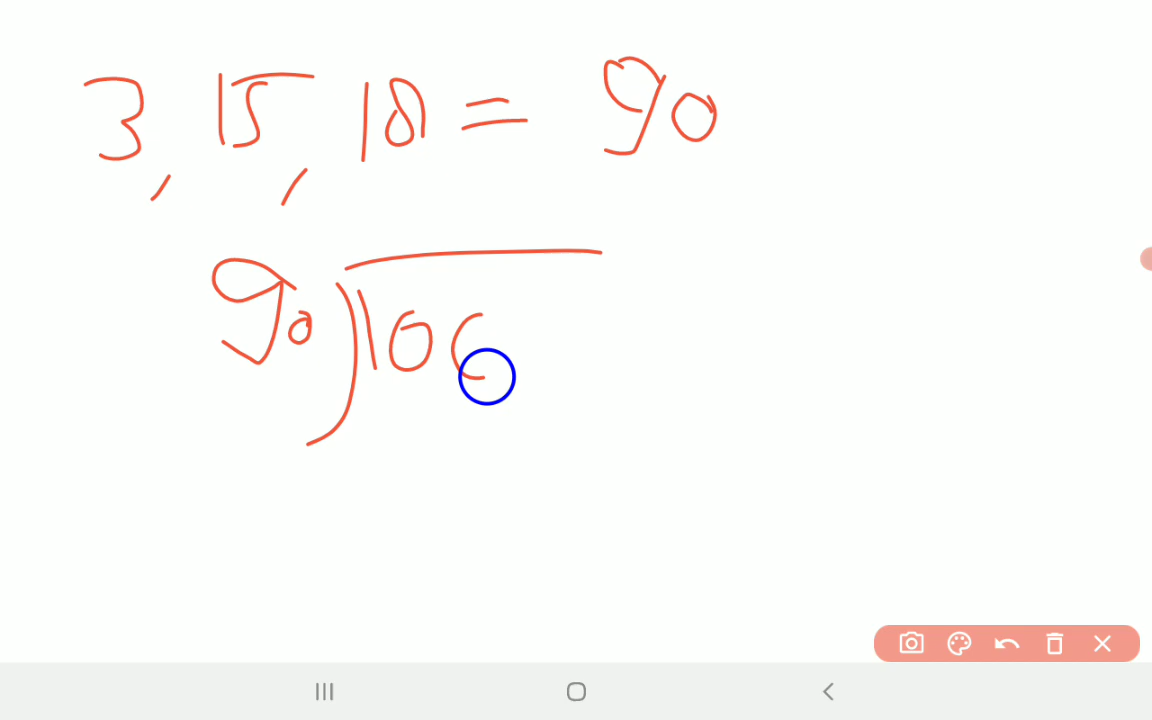 3, 15, 18 = 90
90)100